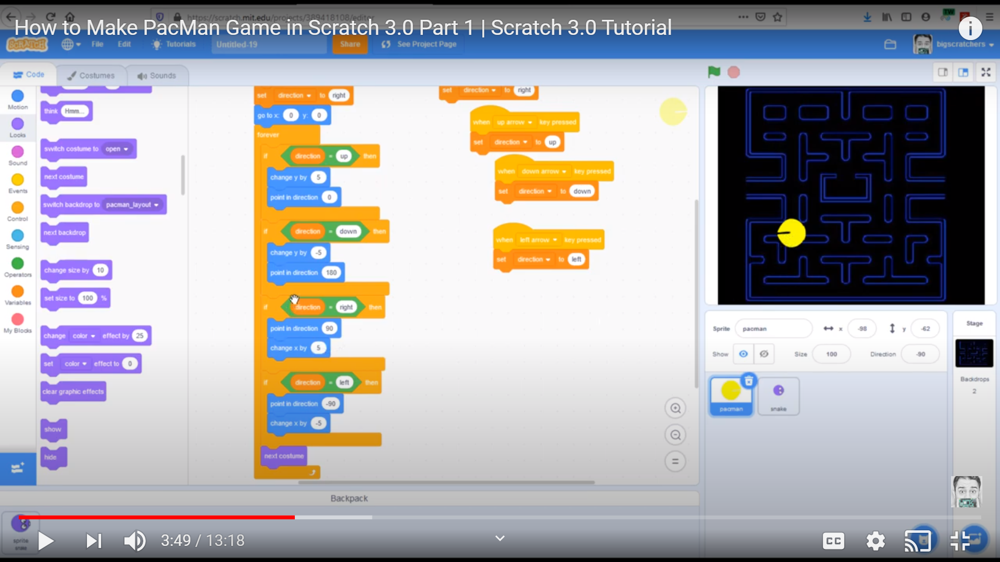 https://scratch.mit.edu/projects/389418108/editor
How to Make PacMan Game in Scratch 3.0 Part 1 | Scratch 3.0 Tutorial
TW
i
SCRATCH
File
Edit
Tutorials
Untitled-19
Share
See Project Page
bigscratchers
Code
Costumes
Sounds
Motion
Looks
Sound
Events
Control
Sensing
Operators
Variables
My Blocks
think Hmm...
switch costume to open
next costume
switch backdrop to pacman_layout
next backdrop
change size by 10
set size to 100 %
change color effect by 25
set color effect to 0
clear graphic effects
show
hide
set direction to right
go to x: 0 y: 0
forever
if direction = up then
change y by 5
point in direction 0
if direction = down then
change y by -5
point in direction 180
if direction = right then
point in direction 90
change x by 5
if direction = left then
point in direction -90
change x by -5
next costume
set direction to right
when up arrow key pressed
set direction to up
when down arrow key pressed
set direction to down
when left arrow key pressed
set direction to left
Sprite pacman x -98 y -62
Show Size 100 Direction -90
pacman
snake
Stage
Backdrops
2
Backpack
sprite
snake
3:49 / 13:18
CC